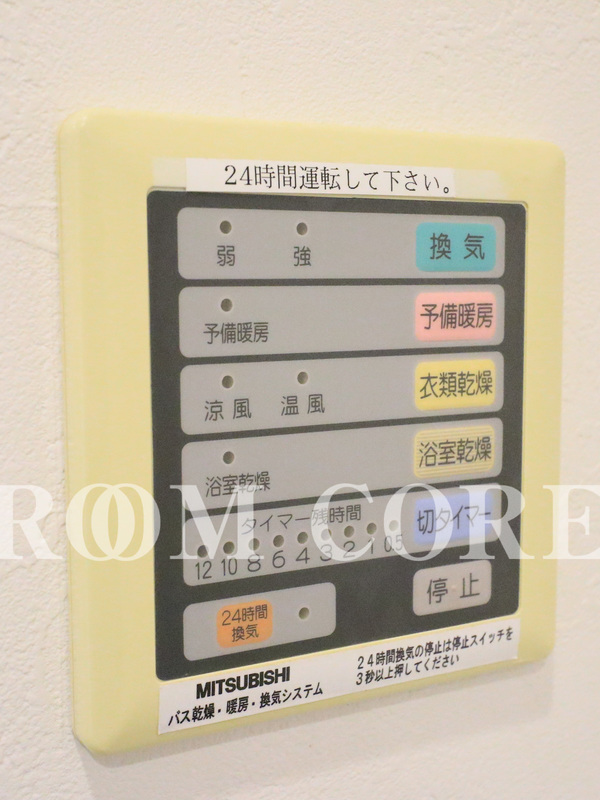 24時間運転して下さい。
弱 強 換気
予備暖房 予備暖房
涼風 温風 衣類乾燥
浴室乾燥 浴室乾燥
タイマー残時間 切タイマー
12 10 8 6 4 3 2 1 0.5
24時間
換気
停止
MITSUBISHI
バス乾燥・暖房・換気システム
24時間換気の停止は停止スイッチを
3秒以上押してください
ROOM CORE